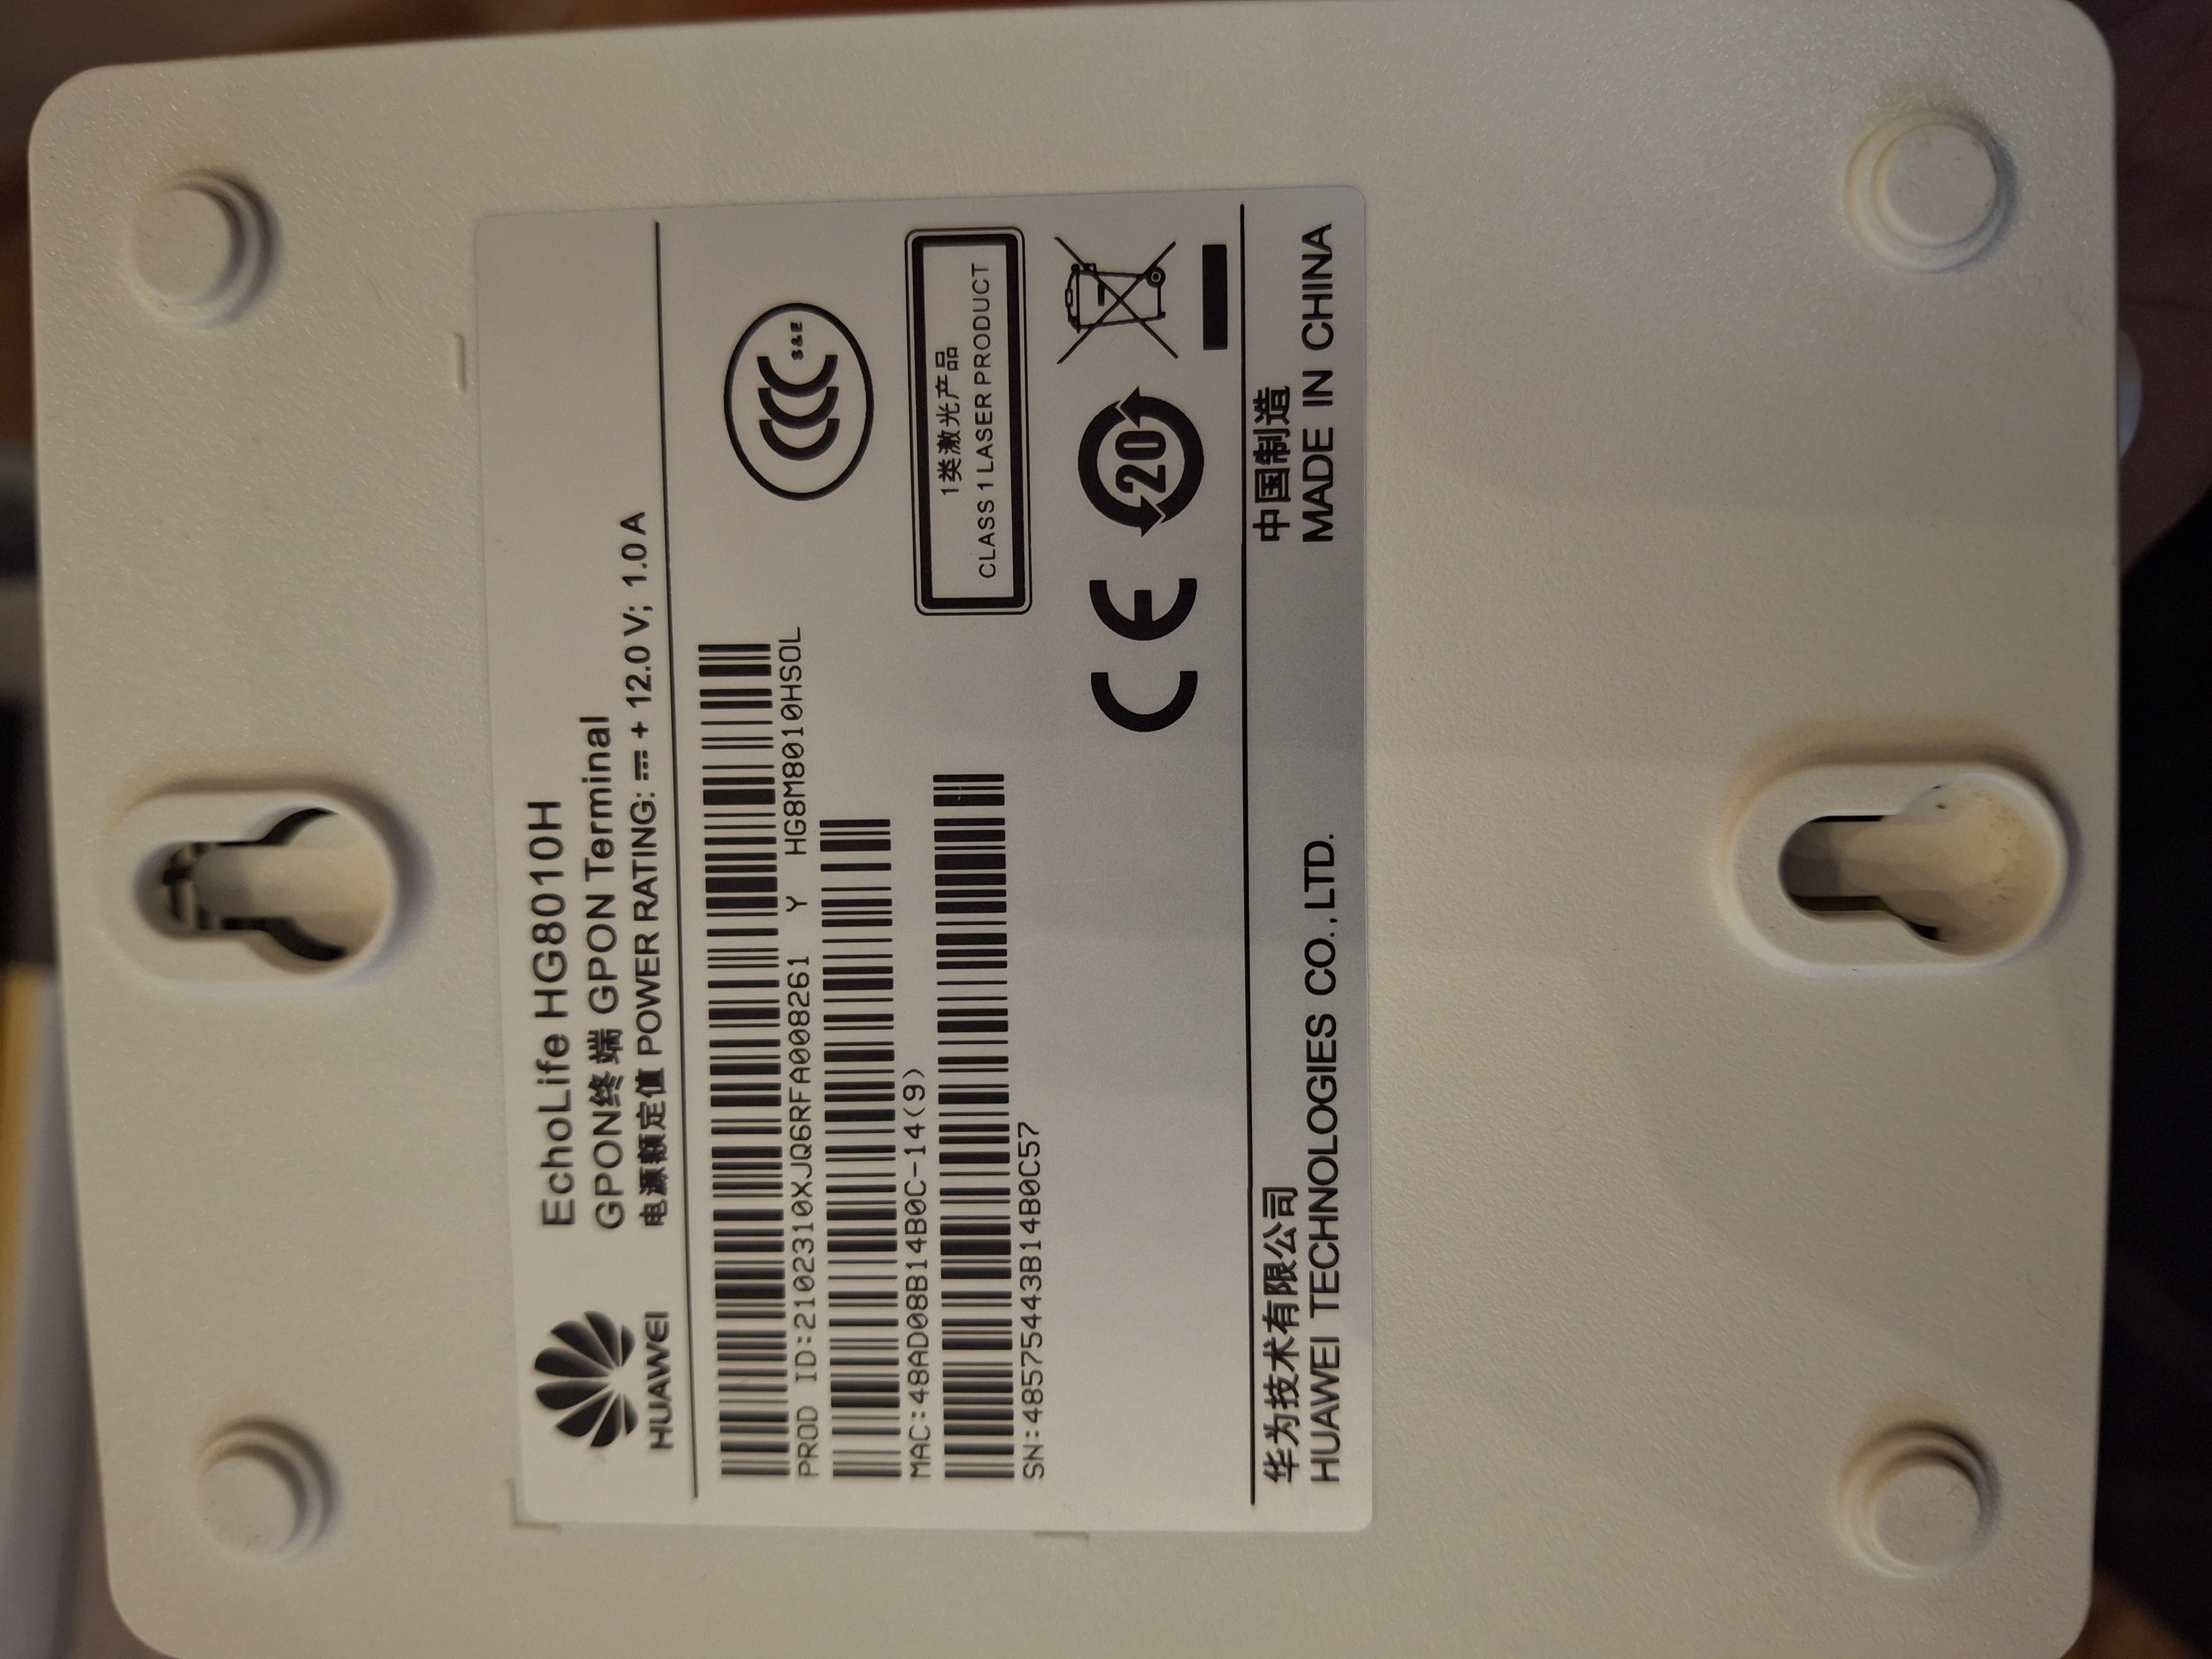 HUAWEI
EchoLife HG8010H
GPON终端 GPON Terminal
电源额定值 POWER RATING: ⎓ + 12.0 V; 1.0 A
PROD ID:2102310XJQ6RFA008261 Y HG8M8010HSOL
MAC:48AD08B14B0C-14(9)
SN:48575443B14B0C57
S&E
1类激光产品
CLASS 1 LASER PRODUCT
CE
20
华为技术有限公司
HUAWEI TECHNOLOGIES CO.,LTD.
中国制造
MADE IN CHINA